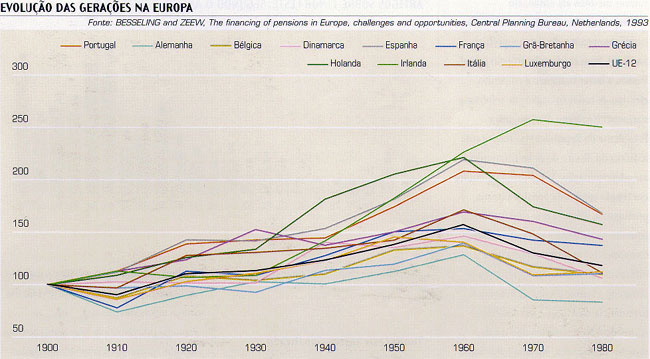 EVOLUÇÃO DAS GERAÇÕES NA EUROPA
Fonte: BESSELING and ZEEW, The financing of pensions in Europe, challenges and opportunities, Central Planning Bureau, Netherlands, 1993
Portugal Alemanha Bélgica Dinamarca Espanha França Grã-Bretanha Grécia
Holanda Irlanda Itália Luxemburgo UE-12
300
250
200
150
100
50
1900 1910 1920 1930 1940 1950 1960 1970 1980